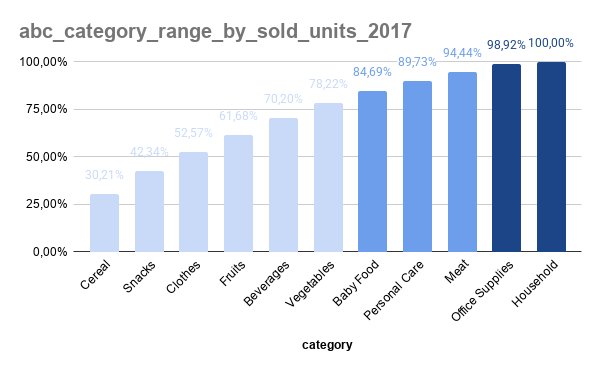 abc_category_range_by_sold_units_2017
100,00%
75,00%
50,00%
25,00%
0,00%
30,21%
42,34%
52,57%
61,68%
70,20%
78,22%
84,69%
89,73%
94,44%
98,92%
100,00%
Cereal
Snacks
Clothes
Fruits
Beverages
Vegetables
Baby Food
Personal Care
Meat
Office Supplies
Household
category